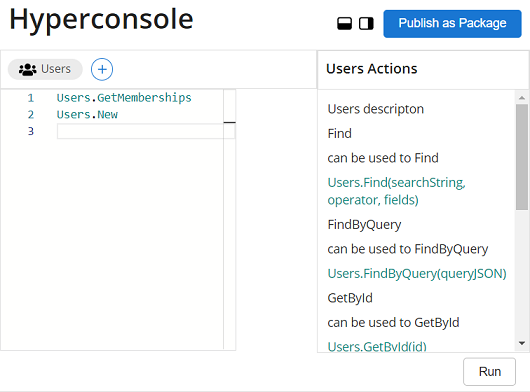 Hyperconsole
Publish as Package
Users
Users Actions
1 Users.GetMemberships
2 Users.New
3
Users descripton
Find
can be used to Find
Users.Find(searchString,
operator, fields)
FindByQuery
can be used to FindByQuery
Users.FindByQuery(queryJSON)
GetById
can be used to GetById
Users.GetById(id)
Run